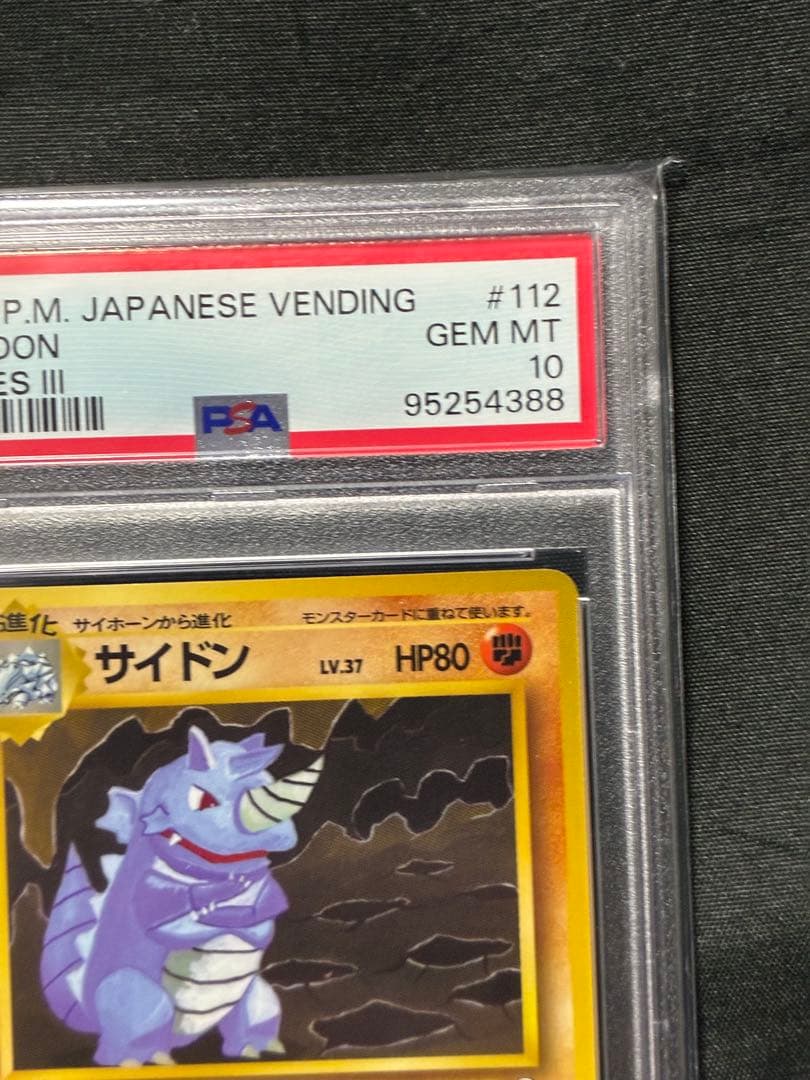 P.M. JAPANESE VENDING #112
DON GEM MT
ES III 10
PSA 95254388
進化 サイホーンから進化 モンスターカードに重ねて使います。
サイドン LV.37 HP80